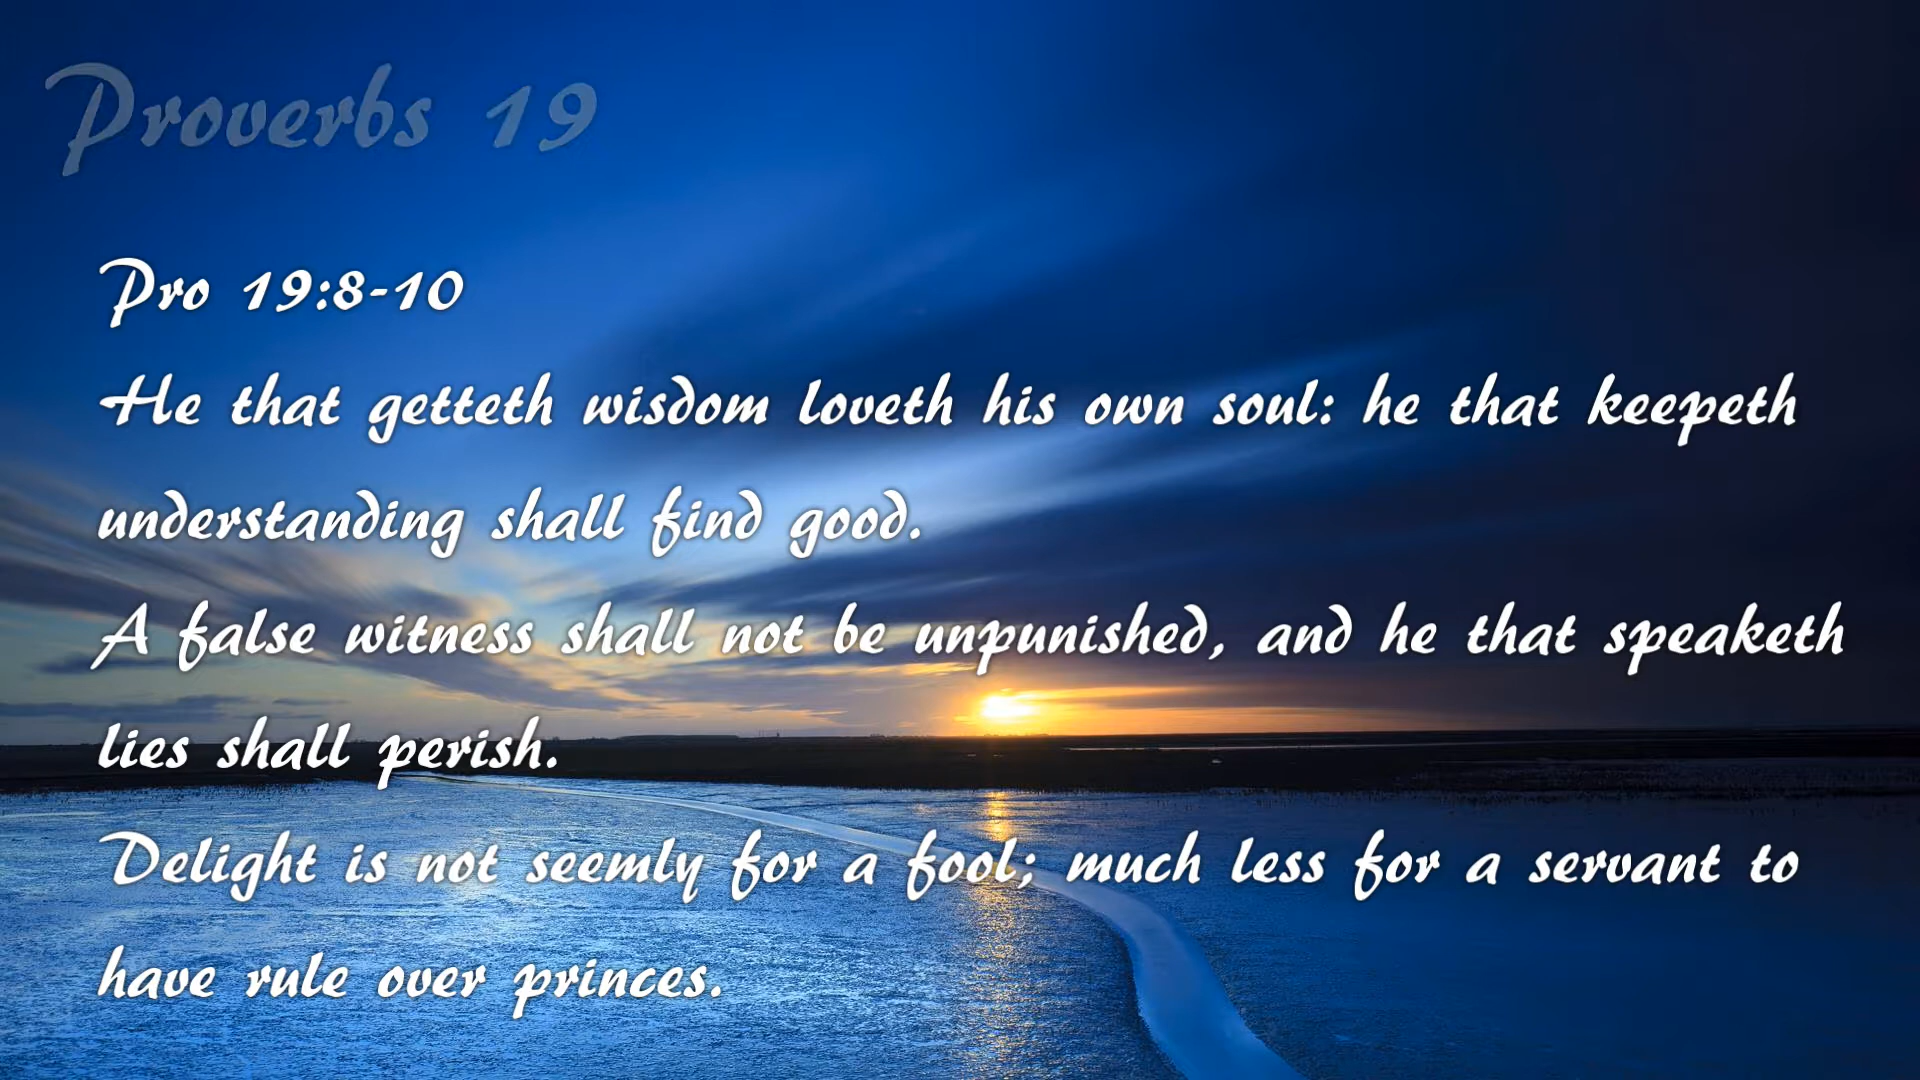 Proverbs 19
Pro 19:8-10
He that getteth wisdom loveth his own soul: he that keepeth
understanding shall find good.
A false witness shall not be unpunished, and he that speaketh
lies shall perish.
Delight is not seemly for a fool; much less for a servant to
have rule over princes.